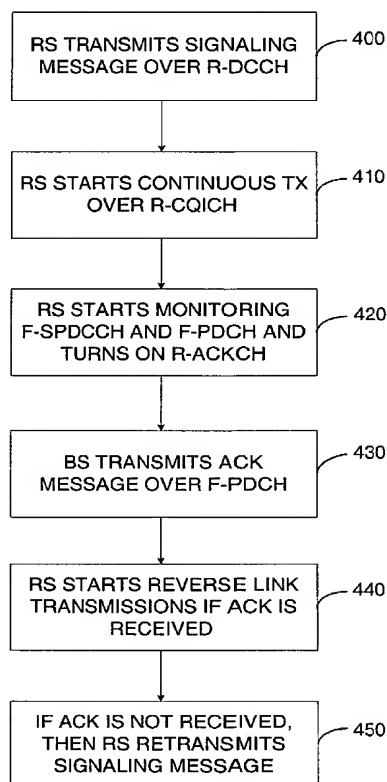 RS TRANSMITS SIGNALING
MESSAGE OVER R-DCCH
400
RS STARTS CONTINUOUS TX
OVER R-CQICH
410
RS STARTS MONITORING
F-SPDCCH AND F-PDCH AND
TURNS ON R-ACKCH
420
BS TRANSMITS ACK
MESSAGE OVER F-PDCH
430
RS STARTS REVERSE LINK
TRANSMISSIONS IF ACK IS
RECEIVED
440
IF ACK IS NOT RECEIVED,
THEN RS RETRANSMITS
SIGNALING MESSAGE
450